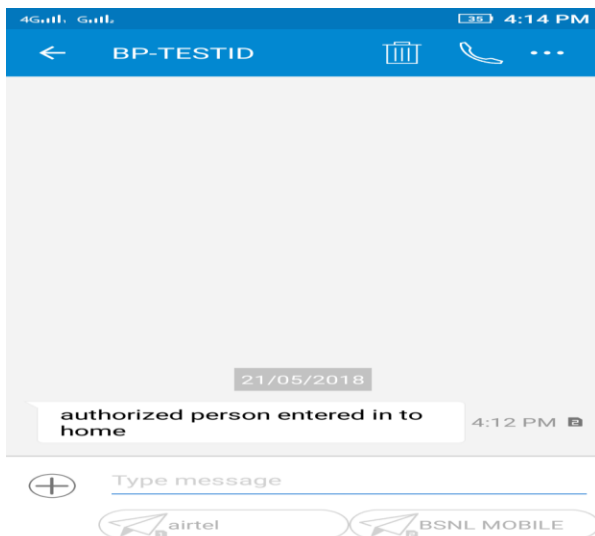 4G G 35 4:14 PM
BP-TESTID
21/05/2018
authorized person entered in to
home
4:12 PM 2
Type message
airtel BSNL MOBILE